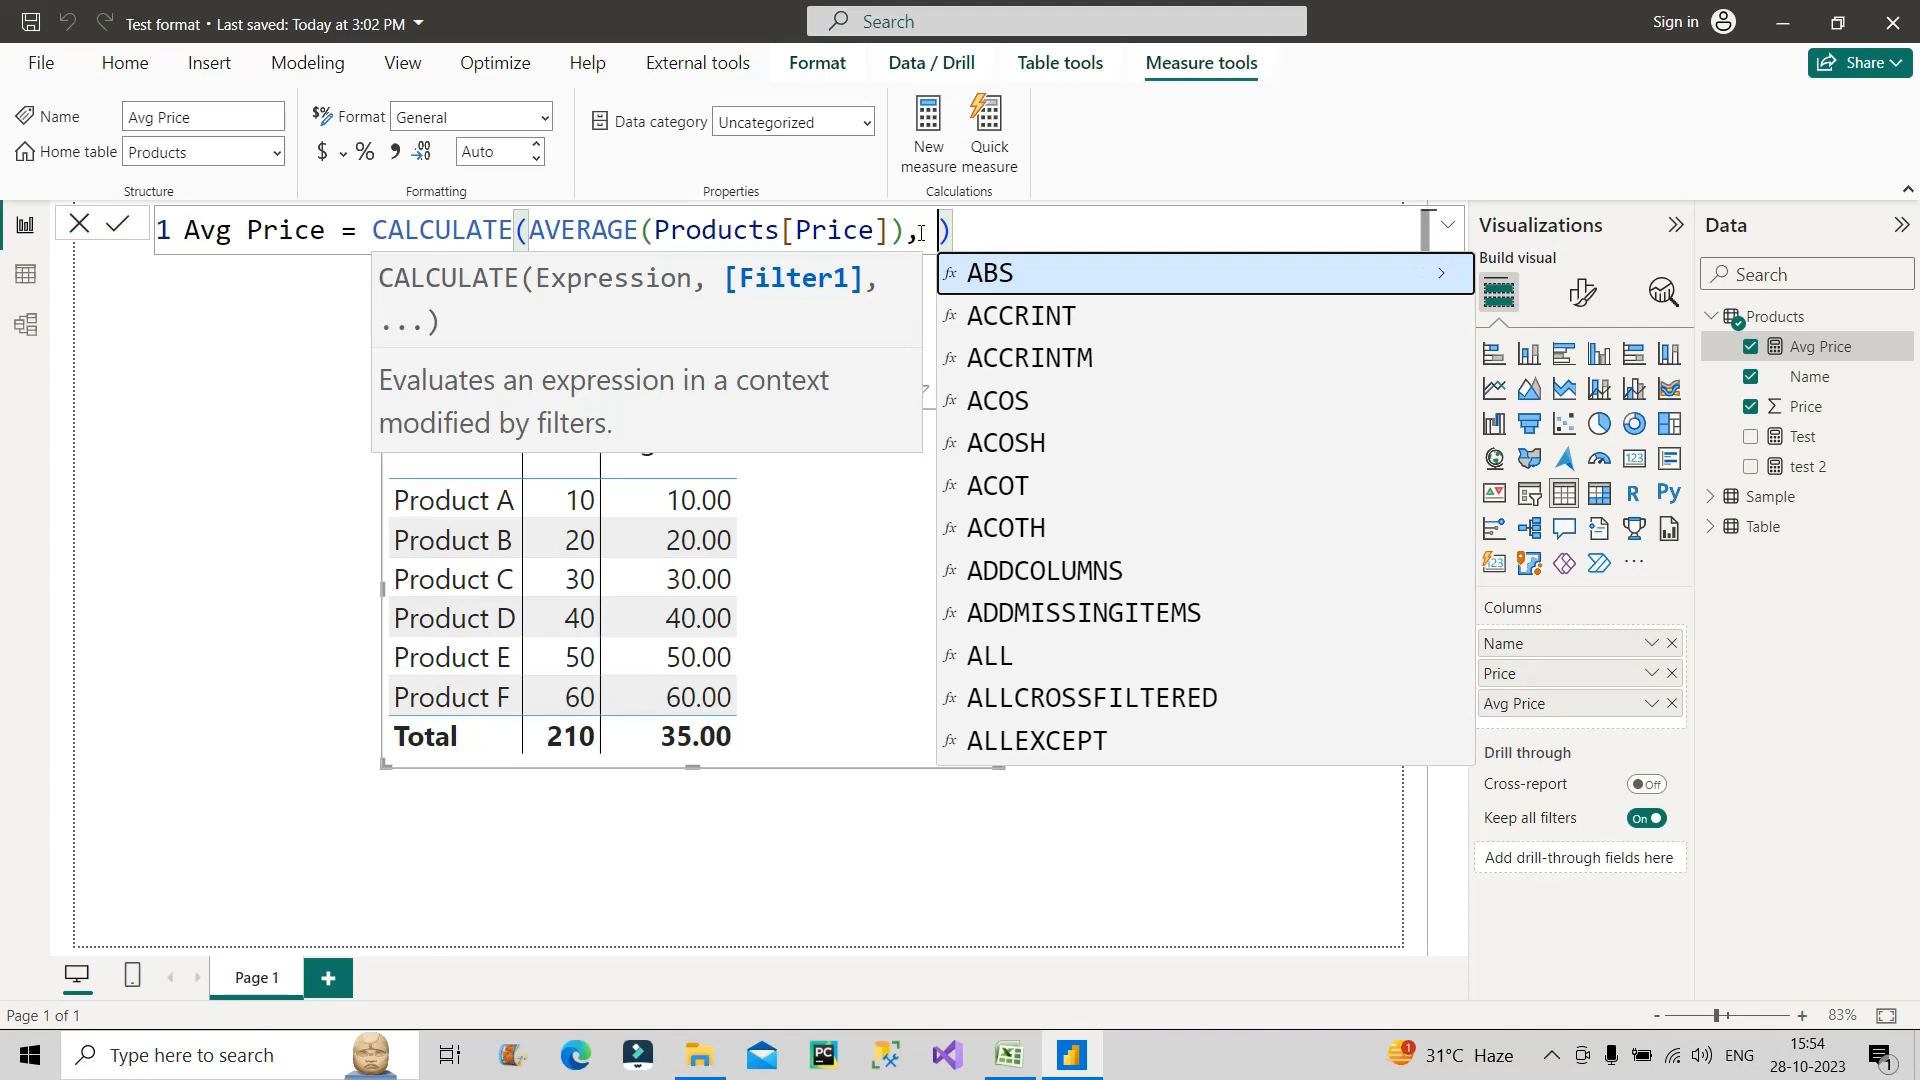 Test format • Last saved: Today at 3:02 PM
Search
Sign in
File Home Insert Modeling View Optimize Help External tools Format Data / Drill Table tools Measure tools
Share
Name Avg Price
Home table Products
Structure
Format General
$ % , .00 Auto
Formatting
Data category Uncategorized
Properties
New measure
Quick measure
Calculations
1 Avg Price = CALCULATE(AVERAGE(Products[Price]), )
CALCULATE(Expression, [Filter1],
...)
Evaluates an expression in a context
modified by filters.
ABS
ACCRINT
ACCRINTM
ACOS
ACOSH
ACOT
ACOTH
ADDCOLUMNS
ADDMISSINGITEMS
ALL
ALLCROSSFILTERED
ALLEXCEPT
Product A 10 10.00
Product B 20 20.00
Product C 30 30.00
Product D 40 40.00
Product E 50 50.00
Product F 60 60.00
Total 210 35.00
Visualizations
Build visual
123
R
Py
123
Columns
Name
Price
Avg Price
Drill through
Cross-report Off
Keep all filters On
Add drill-through fields here
Data
Search
Products
Avg Price
Name
Price
Test
test 2
Sample
Table
Page 1
Page 1 of 1
83%
Type here to search
PC
1
31°C Haze
ENG
15:54
28-10-2023
1